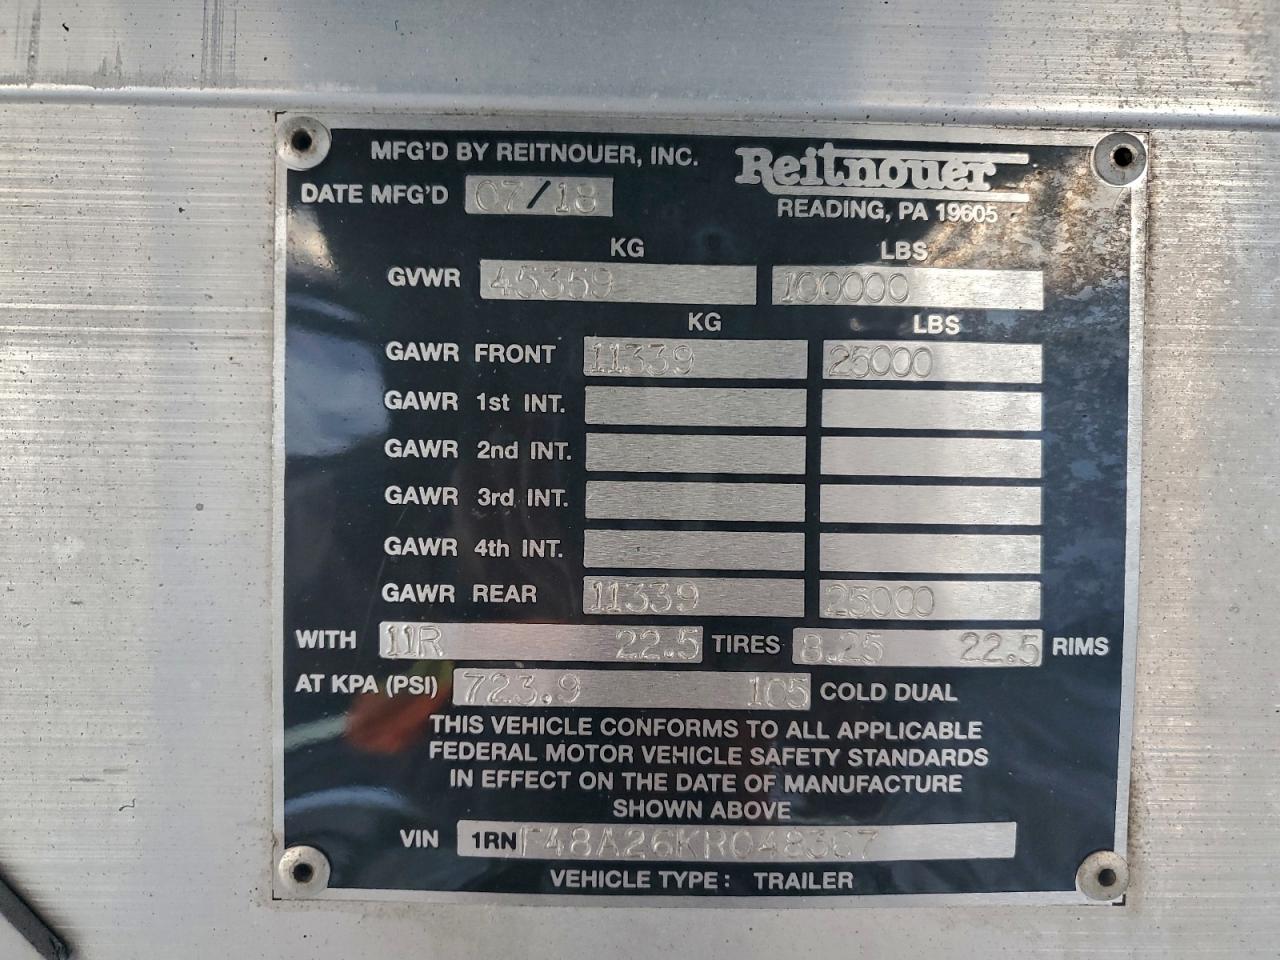 MFG'D BY REITNOUER, INC.
Reitnouer
DATE MFG'D 07/18
READING, PA 19605
KG LBS
GVWR 45359 100000
KG LBS
GAWR FRONT 11339 25000
GAWR 1st INT.
GAWR 2nd INT.
GAWR 3rd INT.
GAWR 4th INT.
GAWR REAR 11339 25000
WITH 11R 22.5 TIRES 8.25 22.5 RIMS
AT KPA (PSI) 723.9 105 COLD DUAL
THIS VEHICLE CONFORMS TO ALL APPLICABLE
FEDERAL MOTOR VEHICLE SAFETY STANDARDS
IN EFFECT ON THE DATE OF MANUFACTURE
SHOWN ABOVE
VIN 1RNF48A26KR048367
VEHICLE TYPE: TRAILER